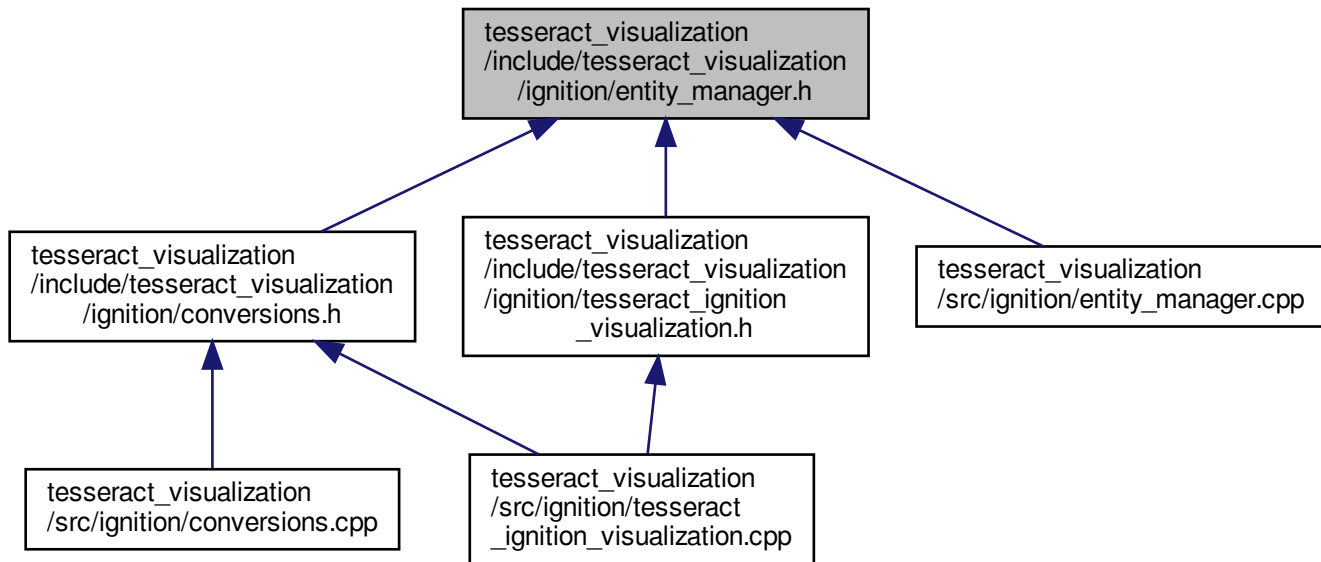 tesseract_visualization
/include/tesseract_visualization
/ignition/entity_manager.h
tesseract_visualization
/include/tesseract_visualization
/ignition/conversions.h
tesseract_visualization
/include/tesseract_visualization
/ignition/tesseract_ignition
_visualization.h
tesseract_visualization
/src/ignition/entity_manager.cpp
tesseract_visualization
/src/ignition/conversions.cpp
tesseract_visualization
/src/ignition/tesseract
_ignition_visualization.cpp